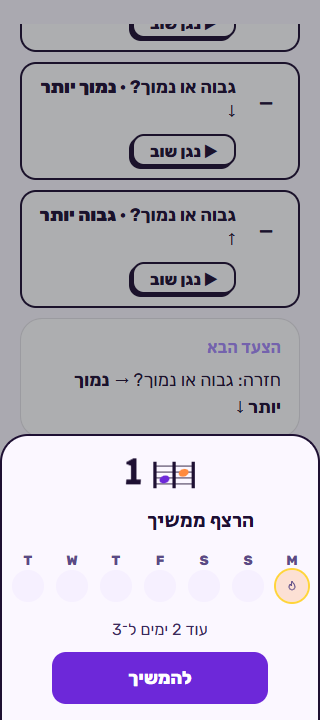 ▶ נגן שוב
גבוה או נמוך? • נמוך יותר
↓
–
▶ נגן שוב
גבוה או נמוך? • גבוה יותר
↑
–
▶ נגן שוב
הצעד הבא
חזרה: גבוה או נמוך? → נמוך
יותר ↓
1
הרצף ממשיך
T W T F S S M
עוד 2 ימים ל־3
להמשיך